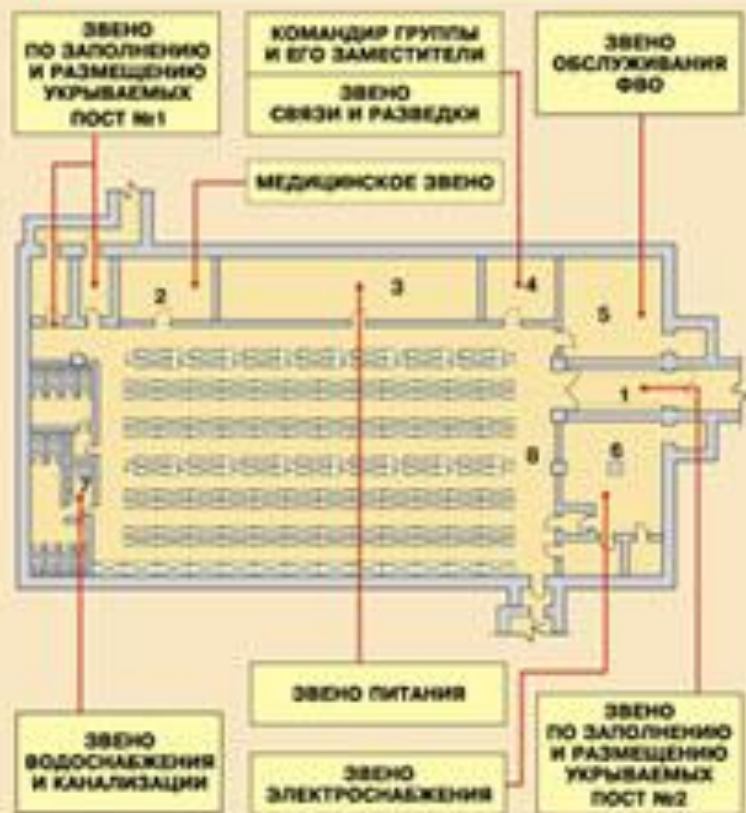 ЗВЕНО
ПО ЗАПОЛНЕНИЮ
И РАЗМЕЩЕНИЮ
УКРЫВАЕМЫХ
ПОСТ №1
КОМАНДИР ГРУППЫ
И ЕГО ЗАМЕСТИТЕЛИ
ЗВЕНО
СВЯЗИ И РАЗВЕДКИ
ЗВЕНО
ОБСЛУЖИВАНИЯ
ФВО
МЕДИЦИНСКОЕ ЗВЕНО
2
3
4
5
1
8
6
7
ЗВЕНО ПИТАНИЯ
ЗВЕНО
ВОДОСНАБЖЕНИЯ
И КАНАЛИЗАЦИИ
ЗВЕНО
ЭЛЕКТРОСНАБЖЕНИЯ
ЗВЕНО
ПО ЗАПОЛНЕНИЮ
И РАЗМЕЩЕНИЮ
УКРЫВАЕМЫХ
ПОСТ №2